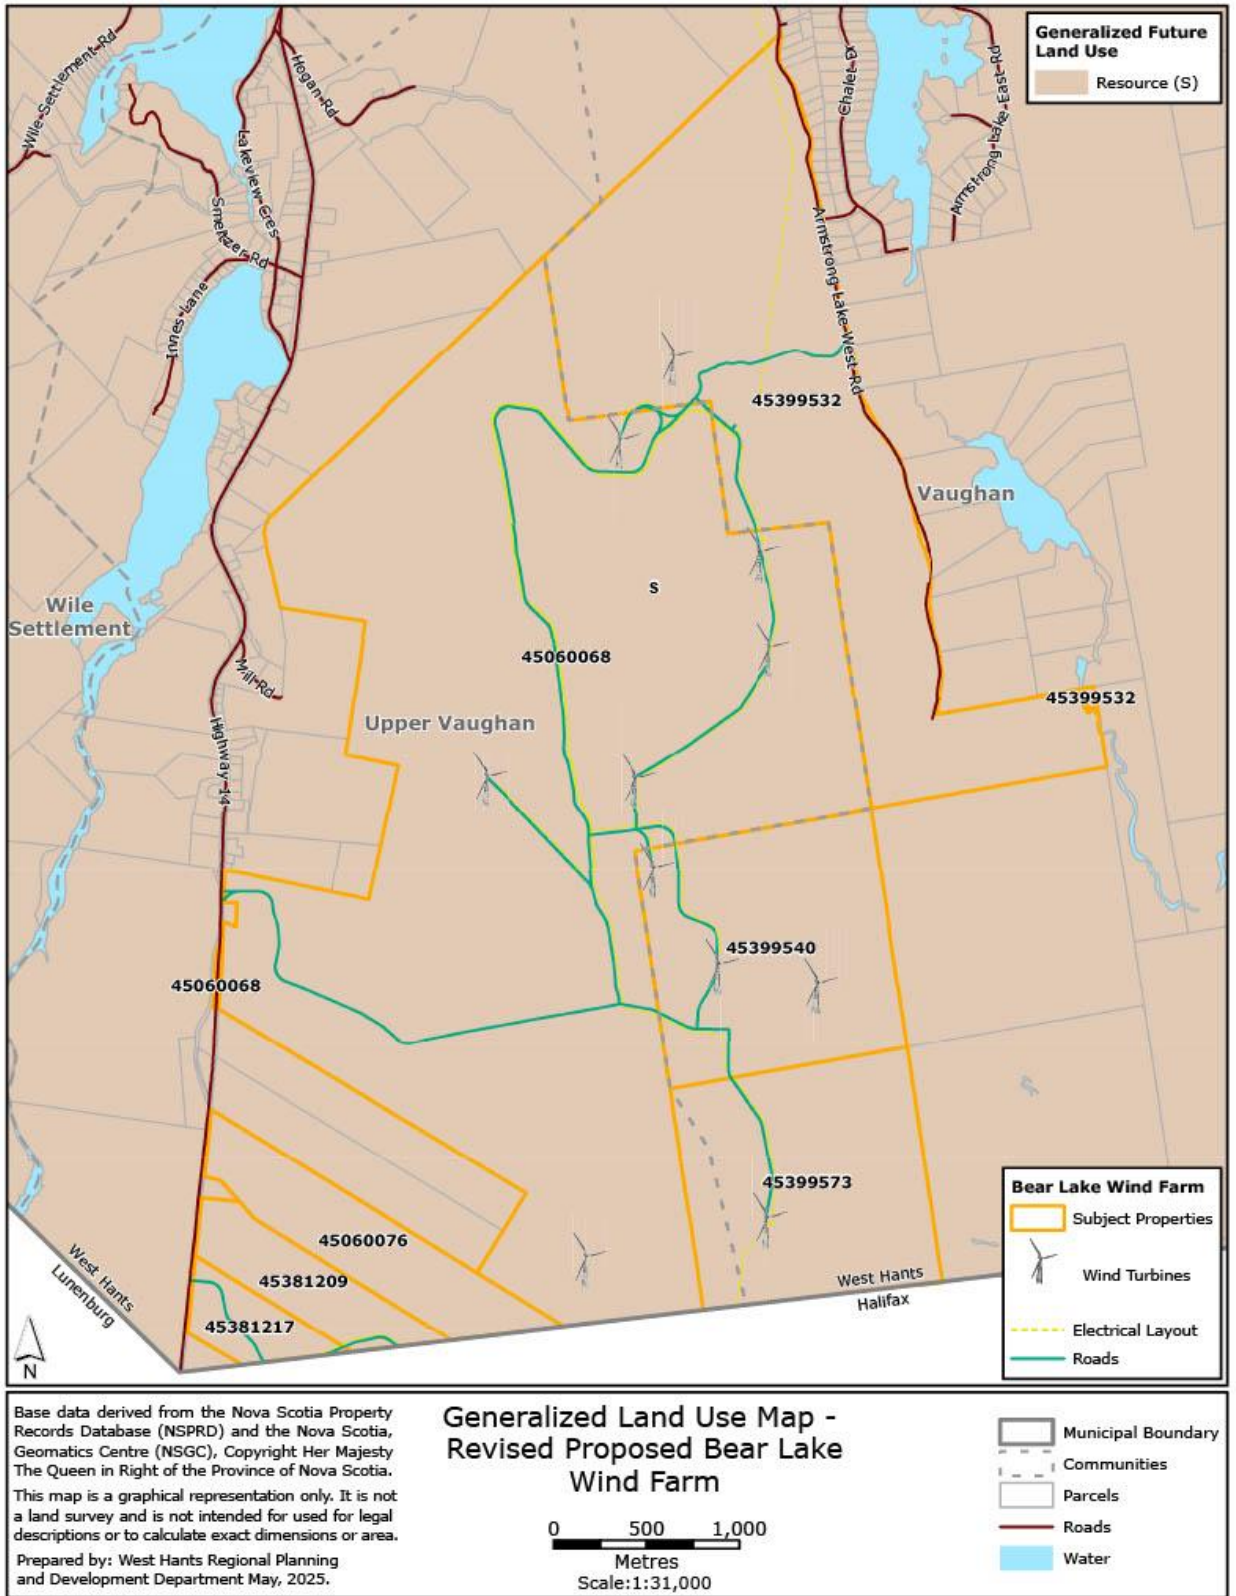 Generalized Future
Land Use
Resource (S)
Wile Settlement Rd
Hogan Rd
Lakeview Cres
Smeltzer Rd
Innes Lane
Chalet Dr
Armstrong Lake East Rd
Armstrong Lake West Rd
45399532
Vaughan
S
Wile
Settlement
45060068
Mill Rd
45399532
Upper Vaughan
Highway 14
45399540
45060068
45399573
45060076
45381209
45381217
West Hants
Lunenburg
West Hants
Halifax
N
Bear Lake Wind Farm
Subject Properties
Wind Turbines
Electrical Layout
Roads
Base data derived from the Nova Scotia Property
Records Database (NSPRD) and the Nova Scotia,
Geomatics Centre (NSGC), Copyright Her Majesty
The Queen in Right of the Province of Nova Scotia.
This map is a graphical representation only. It is not
a land survey and is not intended for used for legal
descriptions or to calculate exact dimensions or area.
Prepared by: West Hants Regional Planning
and Development Department May, 2025.
Generalized Land Use Map -
Revised Proposed Bear Lake
Wind Farm
0 500 1,000
Metres
Scale:1:31,000
Municipal Boundary
Communities
Parcels
Roads
Water